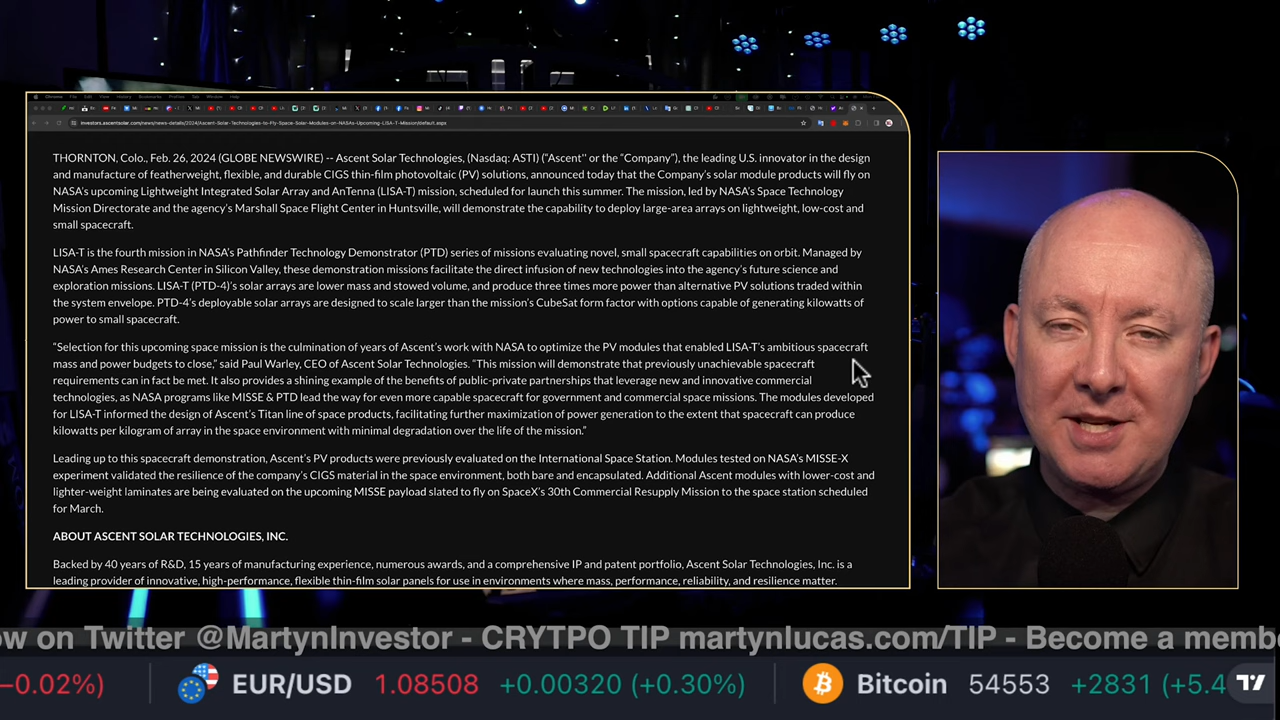 investors.ascentsolar.com/news/news-details/2024/Ascent-Solar-Technologies-to-Fly-Space-Solar-Modules-on-NASAs-Upcoming-LISA-T-Mission/default.aspx
THORNTON, Colo., Feb. 26, 2024 (GLOBE NEWSWIRE) -- Ascent Solar Technologies, (Nasdaq: ASTI) ("Ascent" or the "Company"), the leading U.S. innovator in the design
and manufacture of featherweight, flexible, and durable CIGS thin-film photovoltaic (PV) solutions, announced today that the Company's solar module products will fly on
NASA's upcoming Lightweight Integrated Solar Array and AnTenna (LISA-T) mission, scheduled for launch this summer. The mission, led by NASA's Space Technology
Mission Directorate and the agency's Marshall Space Flight Center in Huntsville, will demonstrate the capability to deploy large-area arrays on lightweight, low-cost and
small spacecraft.
LISA-T is the fourth mission in NASA's Pathfinder Technology Demonstrator (PTD) series of missions evaluating novel, small spacecraft capabilities on orbit. Managed by
NASA's Ames Research Center in Silicon Valley, these demonstration missions facilitate the direct infusion of new technologies into the agency's future science and
exploration missions. LISA-T (PTD-4)'s solar arrays are lower mass and stowed volume, and produce three times more power than alternative PV solutions traded within
the system envelope. PTD-4's deployable solar arrays are designed to scale larger than the mission's CubeSat form factor with options capable of generating kilowatts of
power to small spacecraft.
"Selection for this upcoming space mission is the culmination of years of Ascent's work with NASA to optimize the PV modules that enabled LISA-T's ambitious spacecraft
mass and power budgets to close," said Paul Warley, CEO of Ascent Solar Technologies. "This mission will demonstrate that previously unachievable spacecraft
requirements can in fact be met. It also provides a shining example of the benefits of public-private partnerships that leverage new and innovative commercial
technologies, as NASA programs like MISSE & PTD lead the way for even more capable spacecraft for government and commercial space missions. The modules developed
for LISA-T informed the design of Ascent's Titan line of space products, facilitating further maximization of power generation to the extent that spacecraft can produce
kilowatts per kilogram of array in the space environment with minimal degradation over the life of the mission."
Leading up to this spacecraft demonstration, Ascent's PV products were previously evaluated on the International Space Station. Modules tested on NASA's MISSE-X
experiment validated the resilience of the company's CIGS material in the space environment, both bare and encapsulated. Additional Ascent modules with lower-cost and
lighter-weight laminates are being evaluated on the upcoming MISSE payload slated to fly on SpaceX's 30th Commercial Resupply Mission to the space station scheduled
for March.
ABOUT ASCENT SOLAR TECHNOLOGIES, INC.
Backed by 40 years of R&D, 15 years of manufacturing experience, numerous awards, and a comprehensive IP and patent portfolio, Ascent Solar Technologies, Inc. is a
leading provider of innovative, high-performance, flexible thin-film solar panels for use in environments where mass, performance, reliability, and resilience matter.
ow on Twitter @MartynInvestor - CRYTPO TIP martynlucas.com/TIP - Become a membe
−0.02%) EUR/USD 1.08508 +0.00320 (+0.30%) Bitcoin 54553 +2831 (+5.4